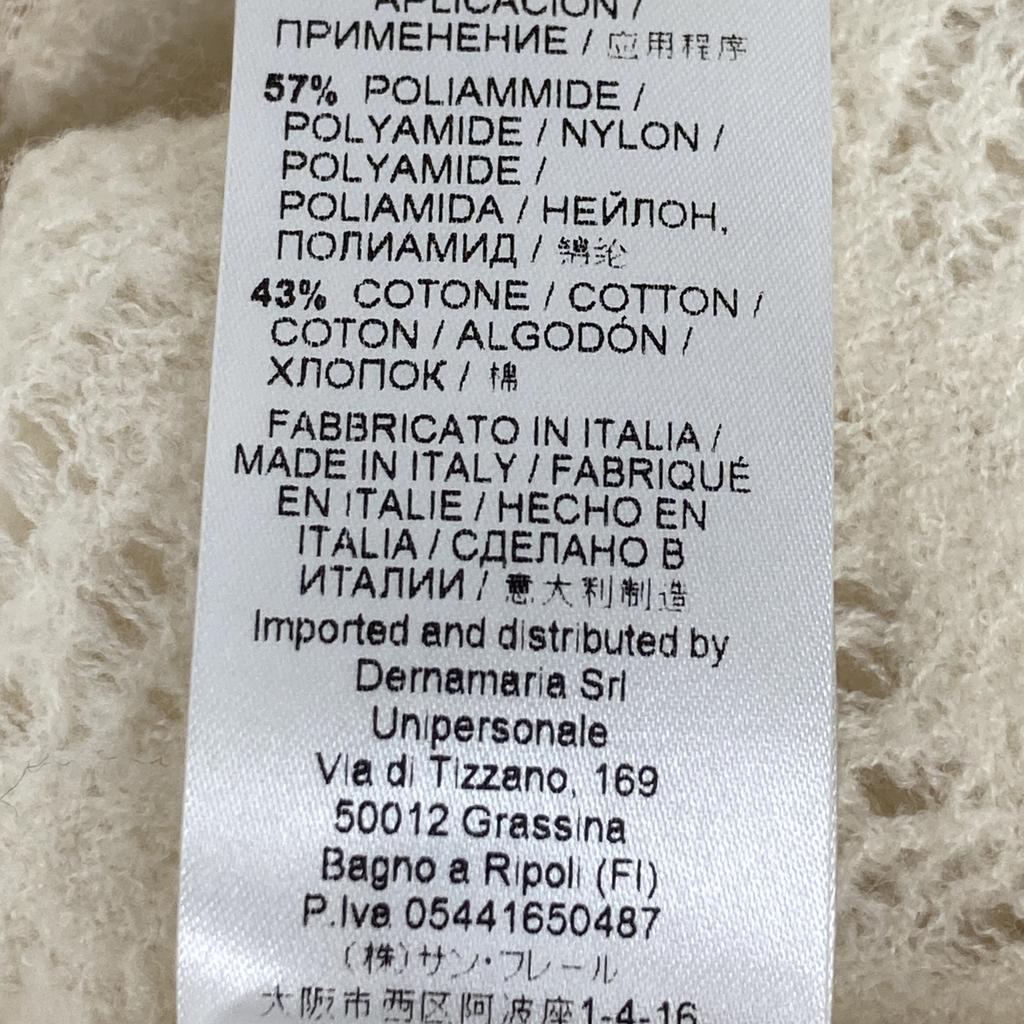 APLICACIÓN /
ПРИМЕНЕНИЕ / 应用程序
57% POLIAMMIDE /
POLYAMIDE / NYLON /
POLYAMIDE /
POLIAMIDA / НЕЙЛОН,
ПОЛИАМИД / 锦纶
43% COTONE / COTTON /
COTON / ALGODÓN /
ХЛОПОК / 棉
FABBRICATO IN ITALIA /
MADE IN ITALY / FABRIQUÉ
EN ITALIE / HECHO EN
ITALIA / СДЕЛАНО В
ИТАЛИИ / 意大利制造
Imported and distributed by
Dernamaria Srl
Unipersonale
Via di Tizzano, 169
50012 Grassina
Bagno a Ripoli (FI)
P.Iva 05441650487
(株)サン・フレール
大阪市西区阿波座1-4-16